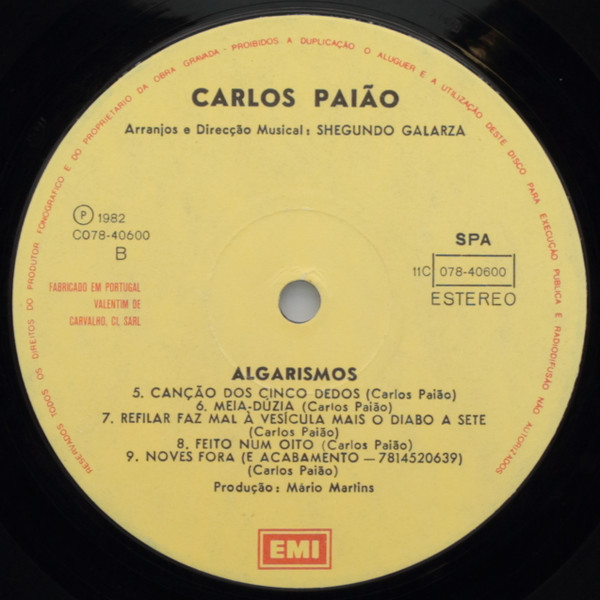 RESERVADOS TODOS OS DIREITOS DO PRODUTOR FONOGRÁFICO E DO PROPRIETÁRIO DA OBRA GRAVADA - PROIBIDOS A DUPLICAÇÃO O ALUGUER E A UTILIZAÇÃO DESTE DISCO PARA EXECUÇÃO PUBLICA E RADIODIFUSÃO NÃO AUTORIZADOS
CARLOS PAIÃO
Arranjos e Direcção Musical: SHEGUNDO GALARZA
℗ 1982
C078-40600
B
FABRICADO EM PORTUGAL
VALENTIM DE
CARVALHO, CI, SARL
SPA
11C 078-40600
ESTEREO
ALGARISMOS
5. CANÇÃO DOS CINCO DEDOS (Carlos Paião)
6. MEIA-DÚZIA (Carlos Paião)
7. REFILAR FAZ MAL À VESÍCULA MAIS O DIABO A SETE
(Carlos Paião)
8. FEITO NUM OITO (Carlos Paião)
9. NOVES FORA (E ACABAMENTO — 7814520639)
(Carlos Paião)
Produção: Mário Martins
EMI